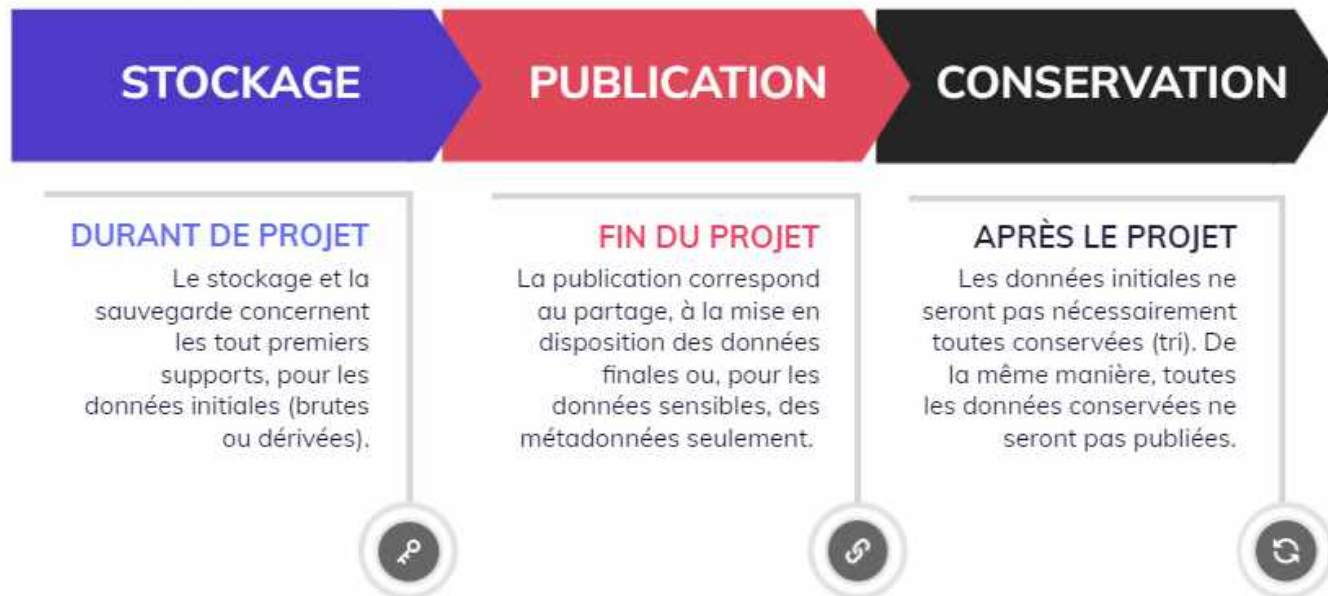 STOCKAGE
PUBLICATION
CONSERVATION
DURANT DE PROJET
Le stockage et la
sauvegarde concernent
les tout premiers
supports, pour les
données initiales (brutes
ou dérivées).
FIN DU PROJET
La publication correspond
au partage, à la mise en
disposition des données
finales ou, pour les
données sensibles, des
métadonnées seulement.
APRÈS LE PROJET
Les données initiales ne
seront pas nécessairement
toutes conservées (tri). De
la même manière, toutes
les données conservées ne
seront pas publiées.